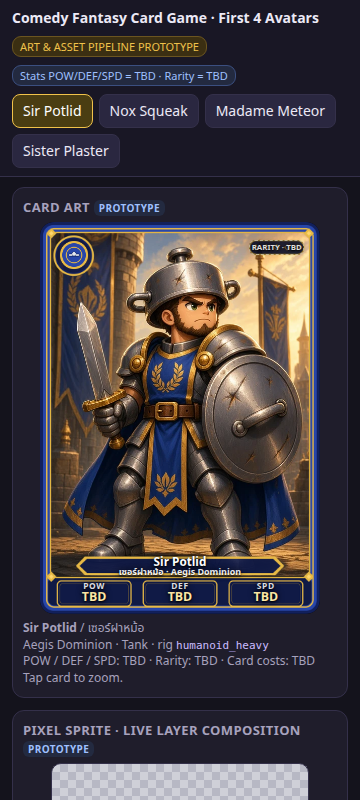 Comedy Fantasy Card Game · First 4 Avatars
ART & ASSET PIPELINE PROTOTYPE
Stats POW/DEF/SPD = TBD · Rarity = TBD
Sir Potlid
Nox Squeak
Madame Meteor
Sister Plaster
CARD ART PROTOTYPE
RARITY · TBD
Sir Potlid
เซอร์ฝาหม้อ · Aegis Dominion
POW
TBD
DEF
TBD
SPD
TBD
Sir Potlid / เซอร์ฝาหม้อ
Aegis Dominion · Tank · rig humanoid_heavy
POW / DEF / SPD: TBD · Rarity: TBD · Card costs: TBD
Tap card to zoom.
PIXEL SPRITE · LIVE LAYER COMPOSITION
PROTOTYPE